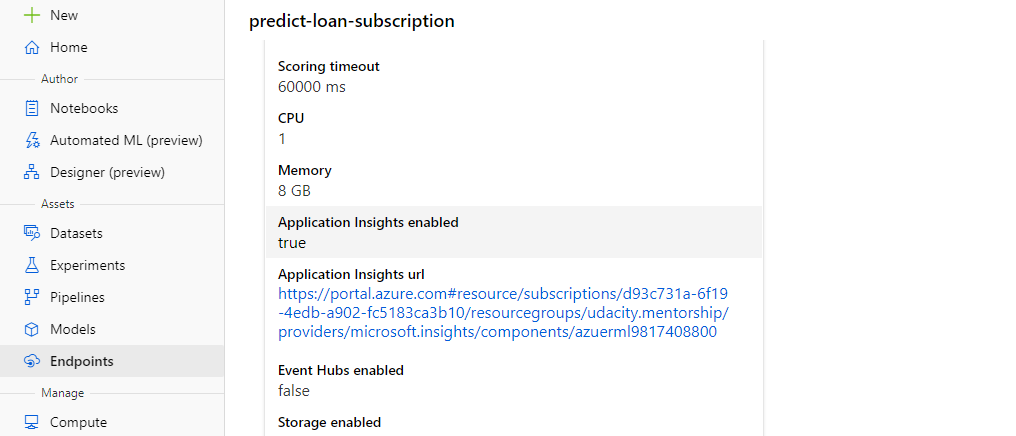 New
Home
Author
Notebooks
Automated ML (preview)
Designer (preview)
Assets
Datasets
Experiments
Pipelines
Models
Endpoints
Manage
Compute
predict-loan-subscription
Scoring timeout
60000 ms
CPU
1
Memory
8 GB
Application Insights enabled
true
Application Insights url
https://portal.azure.com#resource/subscriptions/d93c731a-6f19
-4edb-a902-fc5183ca3b10/resourcegroups/udacity.mentorship/
providers/microsoft.insights/components/azuerml9817408800
Event Hubs enabled
false
Storage enabled